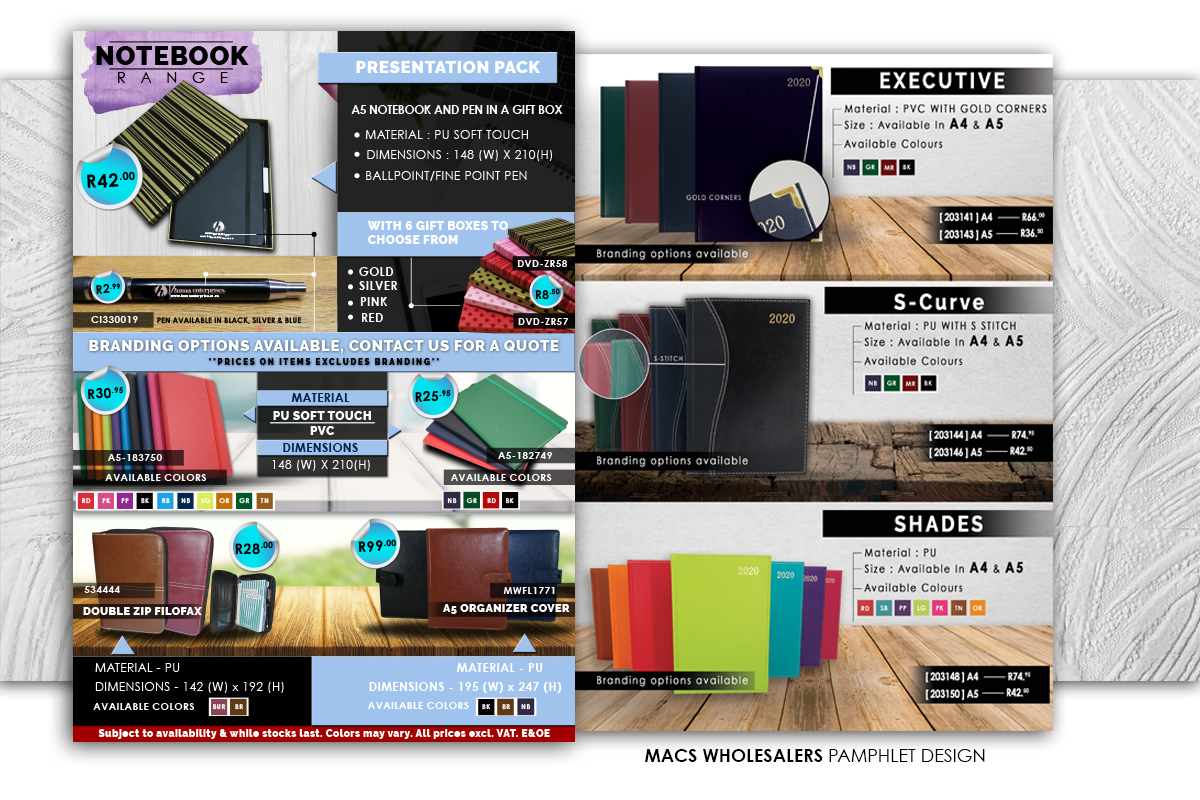 NOTEBOOK
RANGE
R42.00
PRESENTATION PACK
A5 NOTEBOOK AND PEN IN A GIFT BOX
• MATERIAL : PU SOFT TOUCH
• DIMENSIONS : 148 (W) X 210(H)
• BALLPOINT/FINE POINT PEN
WITH 6 GIFT BOXES TO
CHOOSE FROM
DVD-ZR58
• GOLD
• SILVER
• PINK
• RED
R8.50
DVD-ZR57
R2.99
CI330019
PEN AVAILABLE IN BLACK, SILVER & BLUE
BRANDING OPTIONS AVAILABLE, CONTACT US FOR A QUOTE
**PRICES ON ITEMS EXCLUDES BRANDING**
R30.95
A5-183750
AVAILABLE COLORS
RD PK PP BK RB NB LG OR GR TN
MATERIAL
PU SOFT TOUCH
PVC
DIMENSIONS
148 (W) X 210(H)
R25.95
A5-182749
AVAILABLE COLORS
NB GR RD BK
R28.00
534444
DOUBLE ZIP FILOFAX
R99.00
MWFL1771
A5 ORGANIZER COVER
MATERIAL - PU
DIMENSIONS - 142 (W) x 192 (H)
AVAILABLE COLORS BUR BR
MATERIAL - PU
DIMENSIONS - 195 (W) x 247 (H)
AVAILABLE COLORS BK BR NB
Subject to availability & while stocks last. Colors may vary. All prices excl. VAT. E&OE
2020
GOLD CORNERS
2020
Branding options available
EXECUTIVE
Material : PVC WITH GOLD CORNERS
Size : Available In A4 & A5
Available Colours
NB GR MR BK
[ 203141 ] A4 R66.00
[ 203143 ] A5 R36.50
2020
S-STITCH
Branding options available
S-Curve
Material : PU WITH S STITCH
Size : Available In A4 & A5
Available Colours
NB GR MR BK
[ 203144 ] A4 R74.95
[ 203146 ] A5 R42.50
2020
2020
2020
2020
Branding options available
SHADES
Material : PU
Size : Available In A4 & A5
Available Colours
RD SB PP LG PK TN OR
[ 203148 ] A4 R74.95
[ 203150 ] A5 R42.50
MACS WHOLESALERS PAMPHLET DESIGN